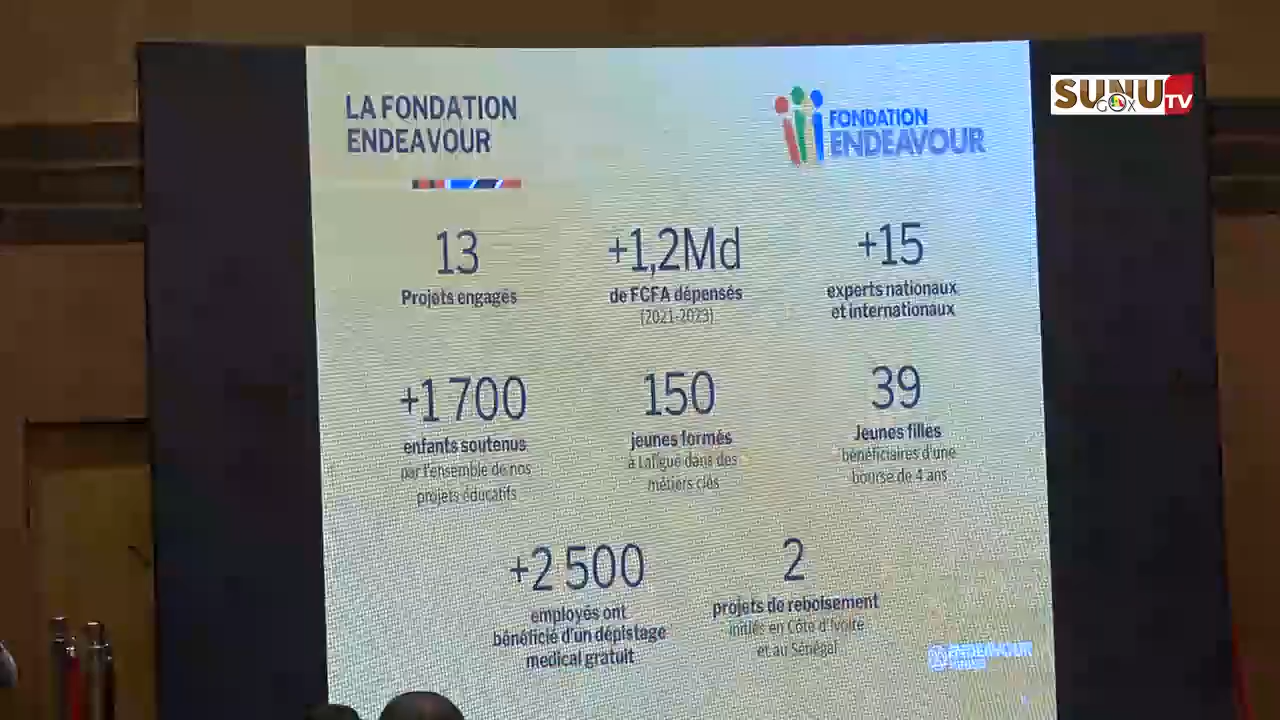 LA FONDATION
ENDEAVOUR
FONDATION
ENDEAVOUR
SUNU
GOX
TV
13
Projets engagés
+1,2Md
de FCFA dépensés
(2021-2023)
+15
experts nationaux
et internationaux
+1 700
enfants soutenus
par l'ensemble de nos
projets éducatifs
150
jeunes formés
à Lafigué dans des
métiers clés
39
Jeunes filles
bénéficiaires d'une
bourse de 4 ans
+2 500
employés ont
bénéficié d'un dépistage
medical gratuit
2
projets de reboisement
initiés en Côte d'Ivoire
et au Sénégal